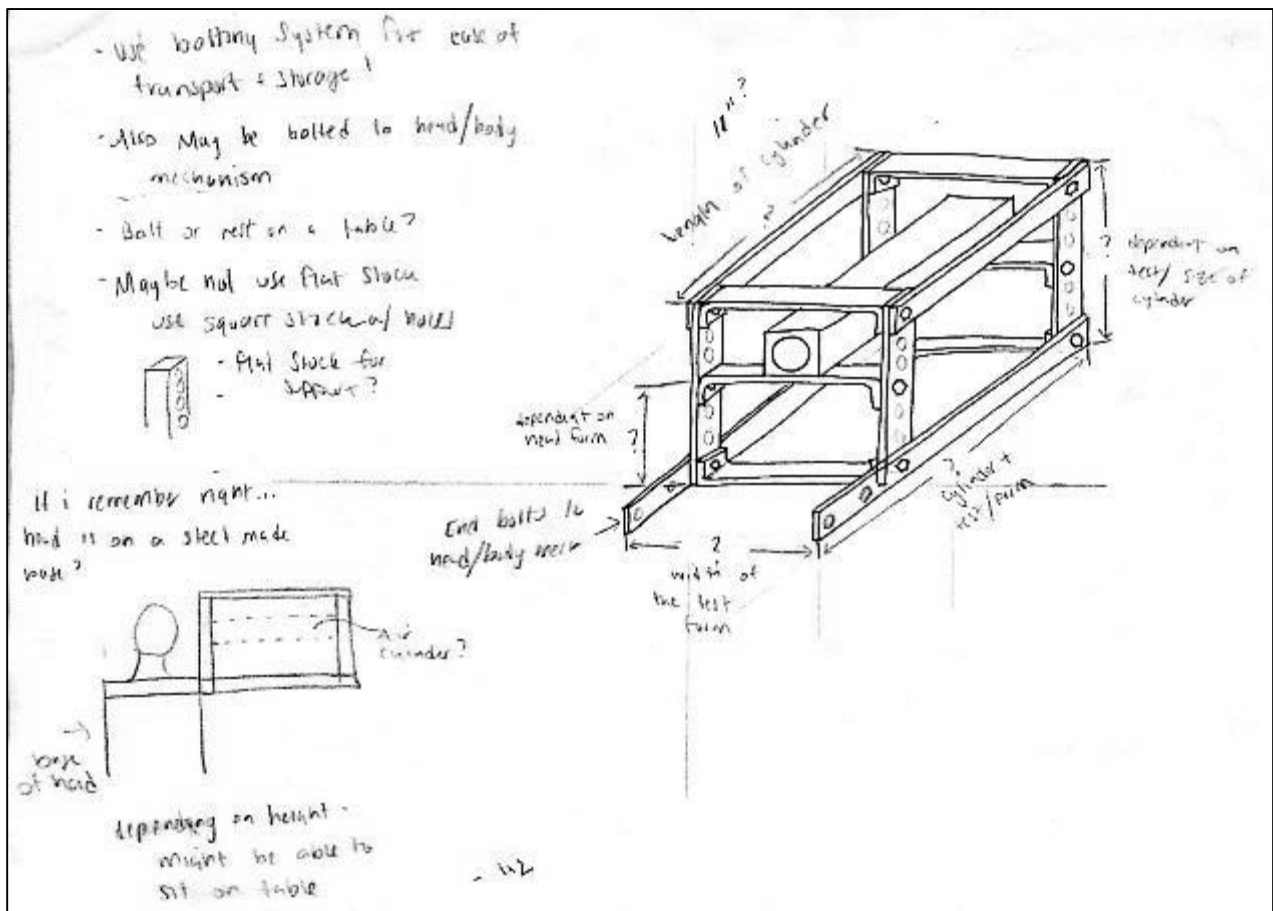 - Use bolting system for ease of
transport + storage!
- Also May be bolted to head/body
mechanism
- Bolt or rest on a table?
- Maybe not use flat stock
use square stock w/ holes
- flat stock for
- support?
If i remember right...
head is on a steel made
base?
Air
cylinder?
base
of head
depending on height -
might be able to
sit on table
11"?
Length of cylinder
?
? dependent on
test/size of
cylinder
dependent on
head form
?
End bolts to
head/body mech
?
width of
the test
form
?
cylinder +
test/form